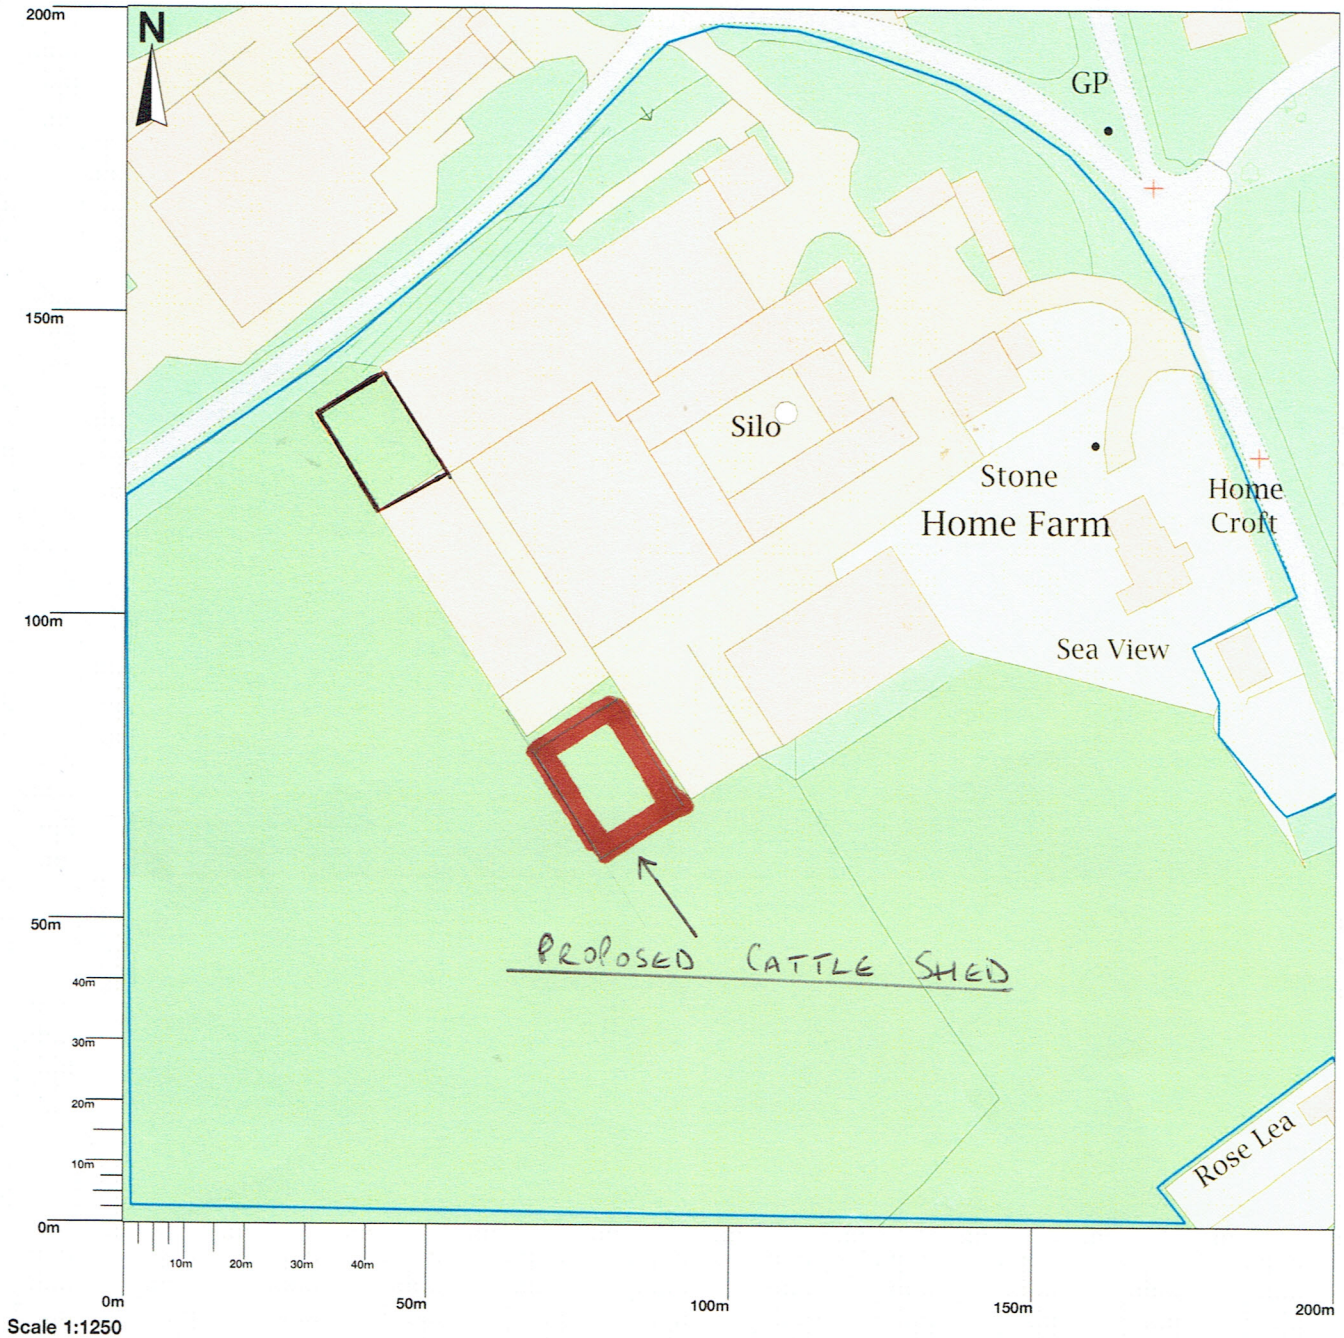 200m
N
GP
150m
Silo
Stone
Home Farm
Home
Croft
100m
Sea View
50m
PROPOSED CATTLE SHED
40m
30m
20m
10m
Rose Lea
0m
10m 20m 30m 40m
0m 50m 100m 150m 200m
Scale 1:1250